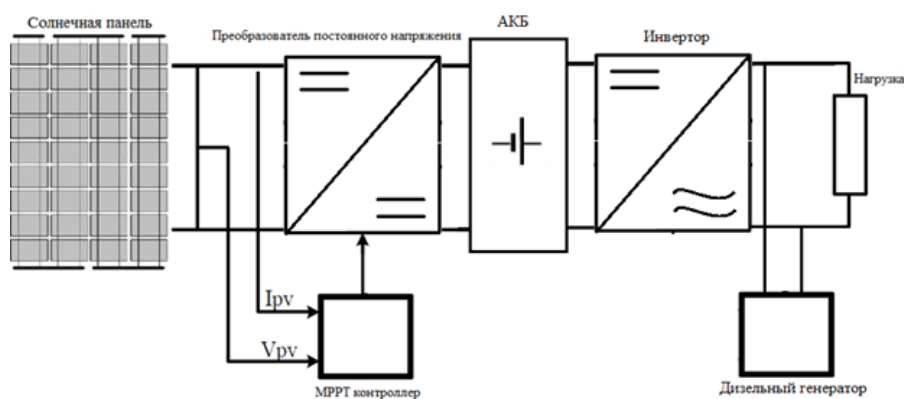 Солнечная панель
Преобразователь постоянного напряжения
АКБ
Инвертор
Нагрузка
Ipv
Vpv
MPPT контроллер
Дизельный генератор